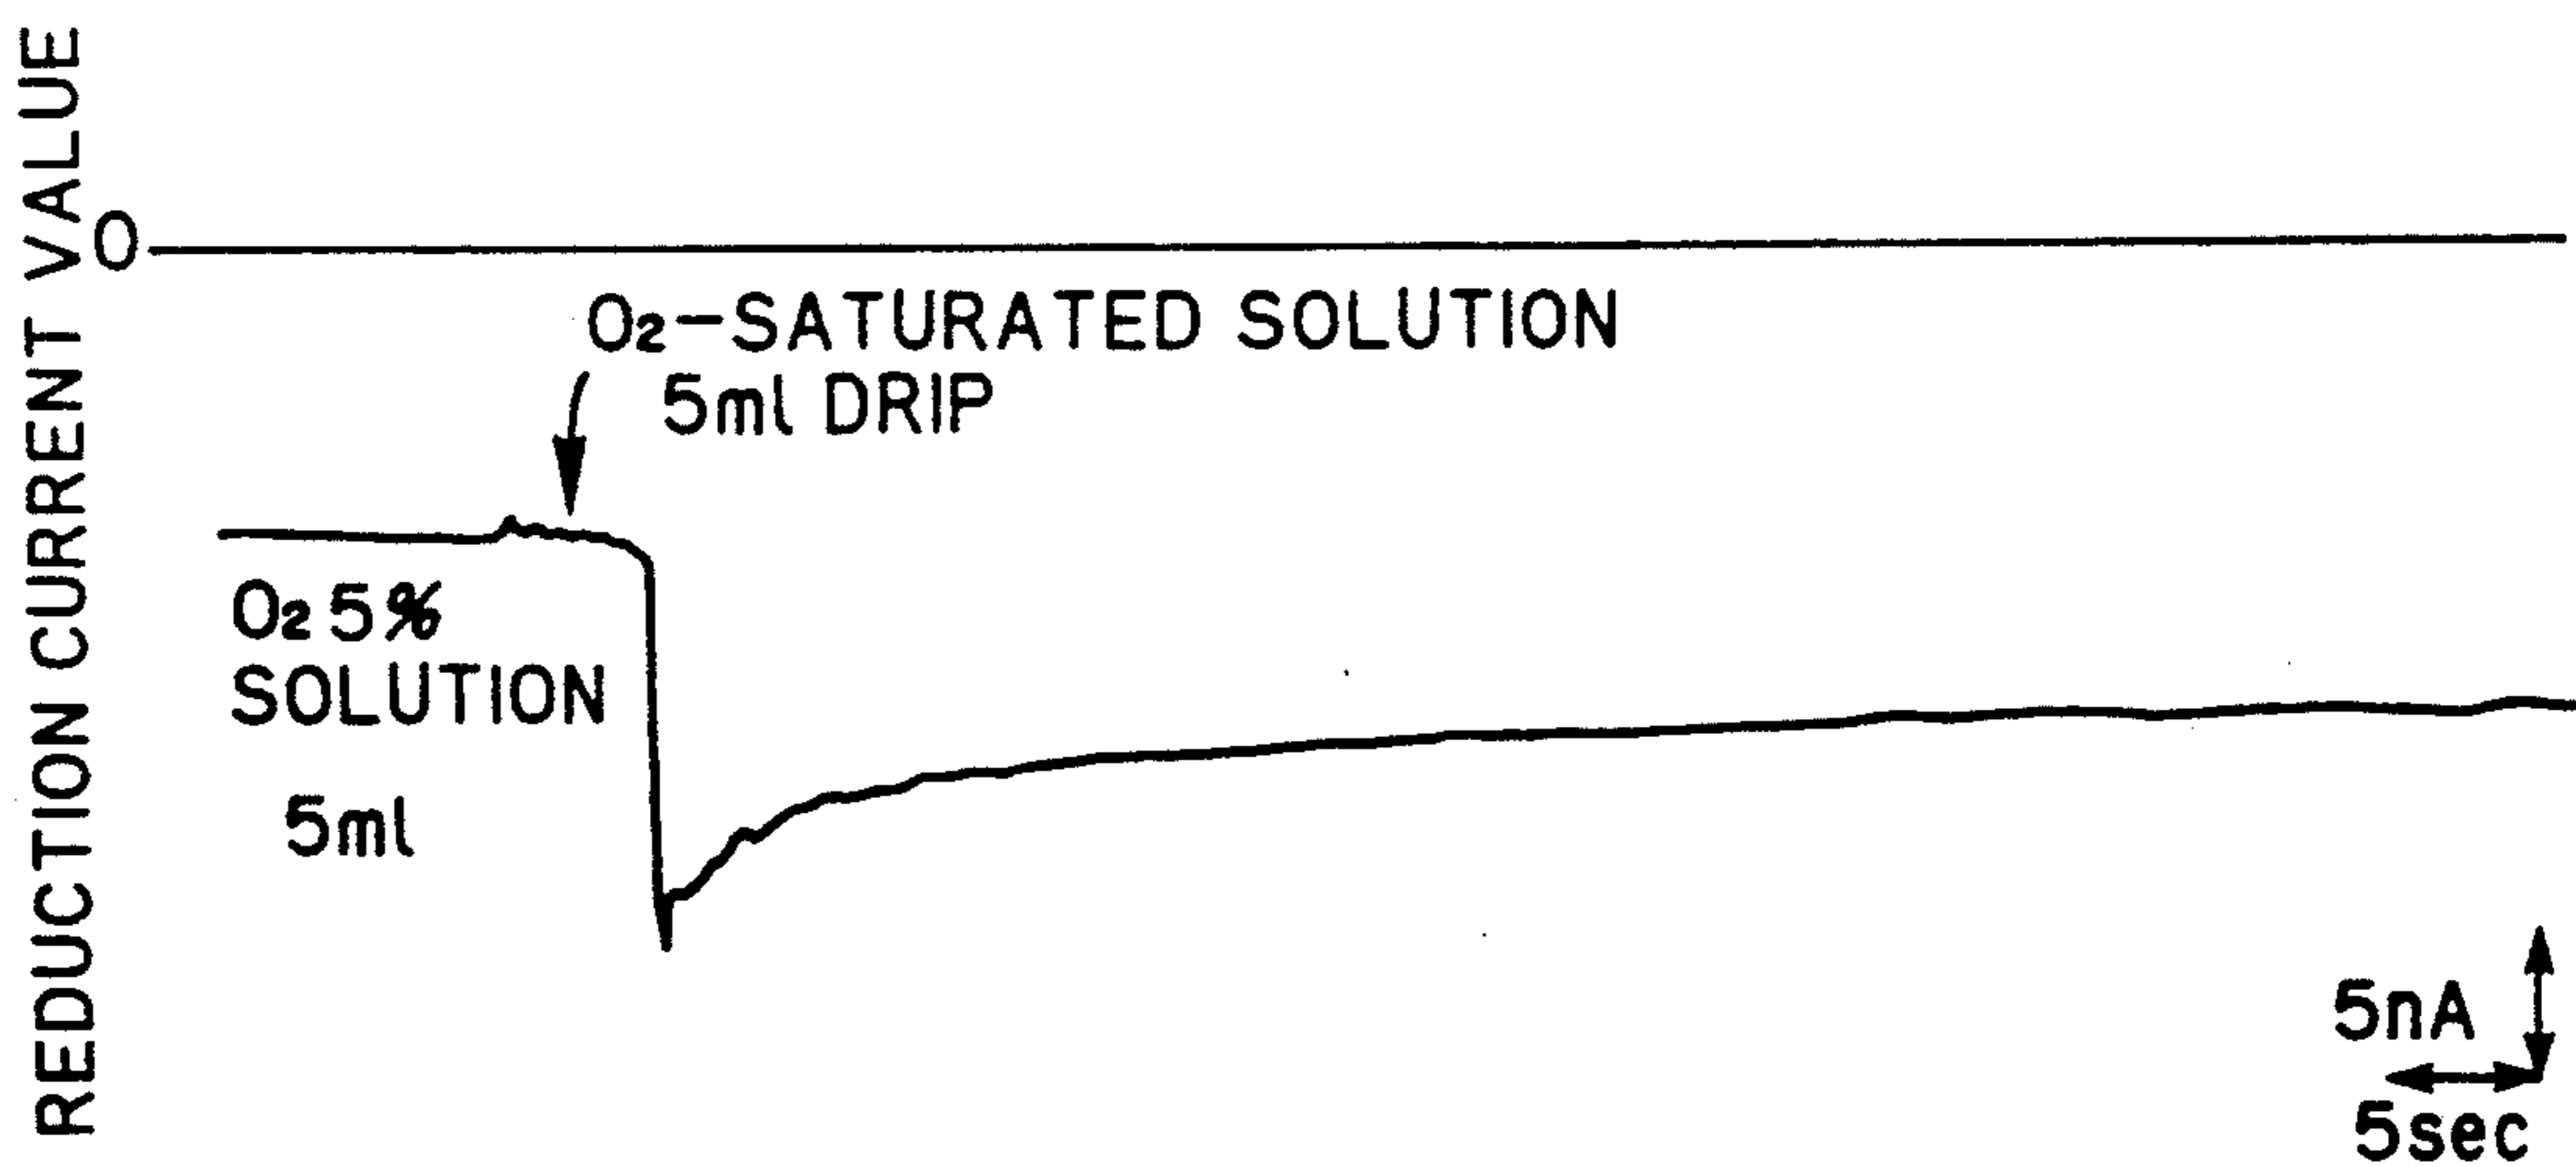 REDUCTION CURRENT VALUE
0
O₂-SATURATED SOLUTION
5ml DRIP
O₂ 5%
SOLUTION
5ml
5nA
5sec